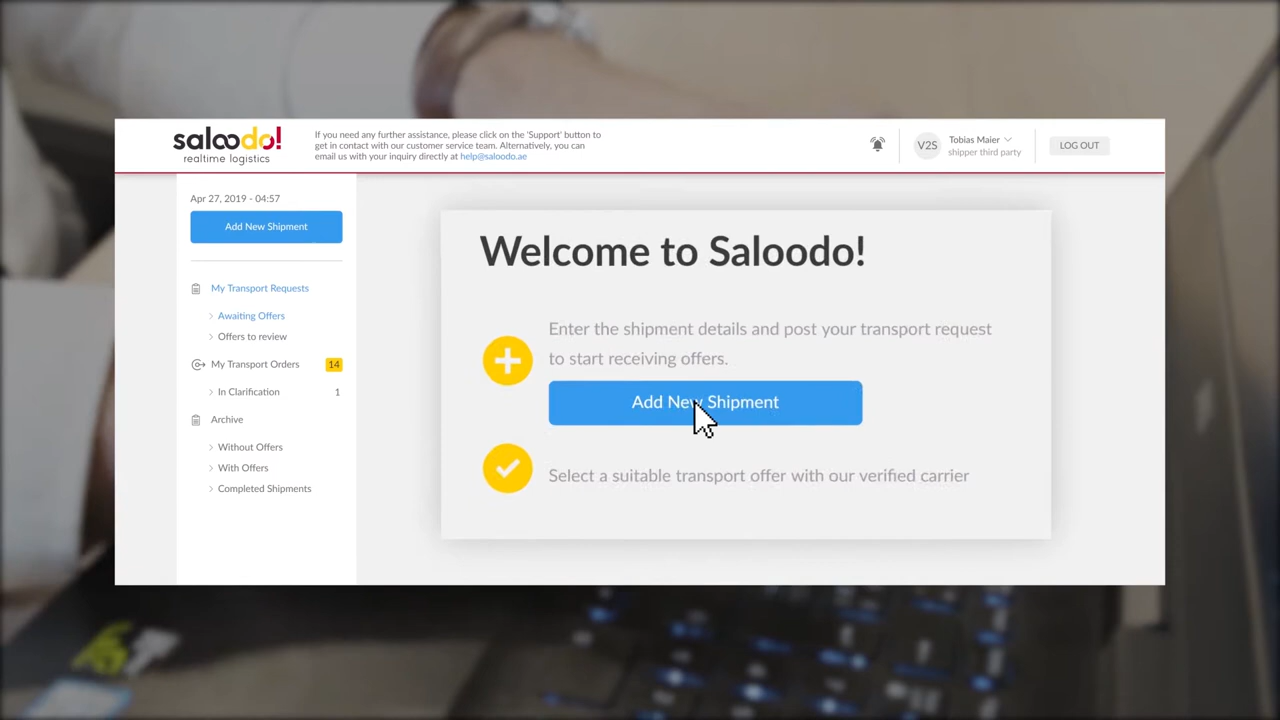 saloodo!
realtime logistics
If you need any further assistance, please click on the 'Support' button to
get in contact with our customer service team. Alternatively, you can
email us with your inquiry directly at help@saloodo.ae
V2S
Tobias Maier
shipper third party
LOG OUT
Apr 27, 2019 - 04:57
Add New Shipment
My Transport Requests
Awaiting Offers
Offers to review
My Transport Orders 14
In Clarification 1
Archive
Without Offers
With Offers
Completed Shipments
Welcome to Saloodo!
Enter the shipment details and post your transport request
to start receiving offers.
Add New Shipment
Select a suitable transport offer with our verified carrier